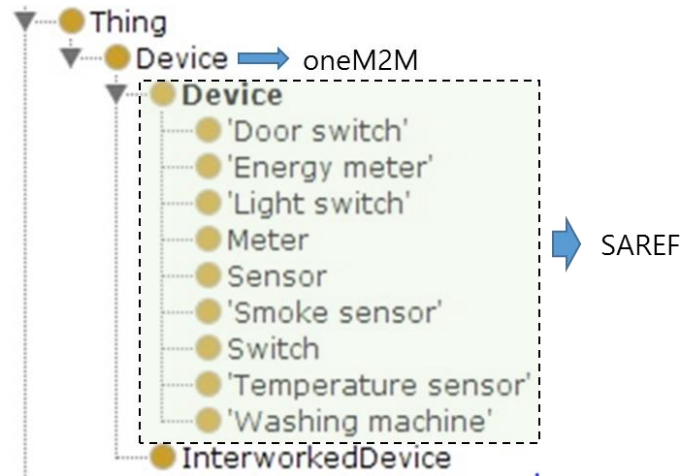 Thing
Device oneM2M
Device
'Door switch'
'Energy meter'
'Light switch'
Meter
Sensor
SAREF
'Smoke sensor'
Switch
'Temperature sensor'
'Washing machine'
InterworkedDevice